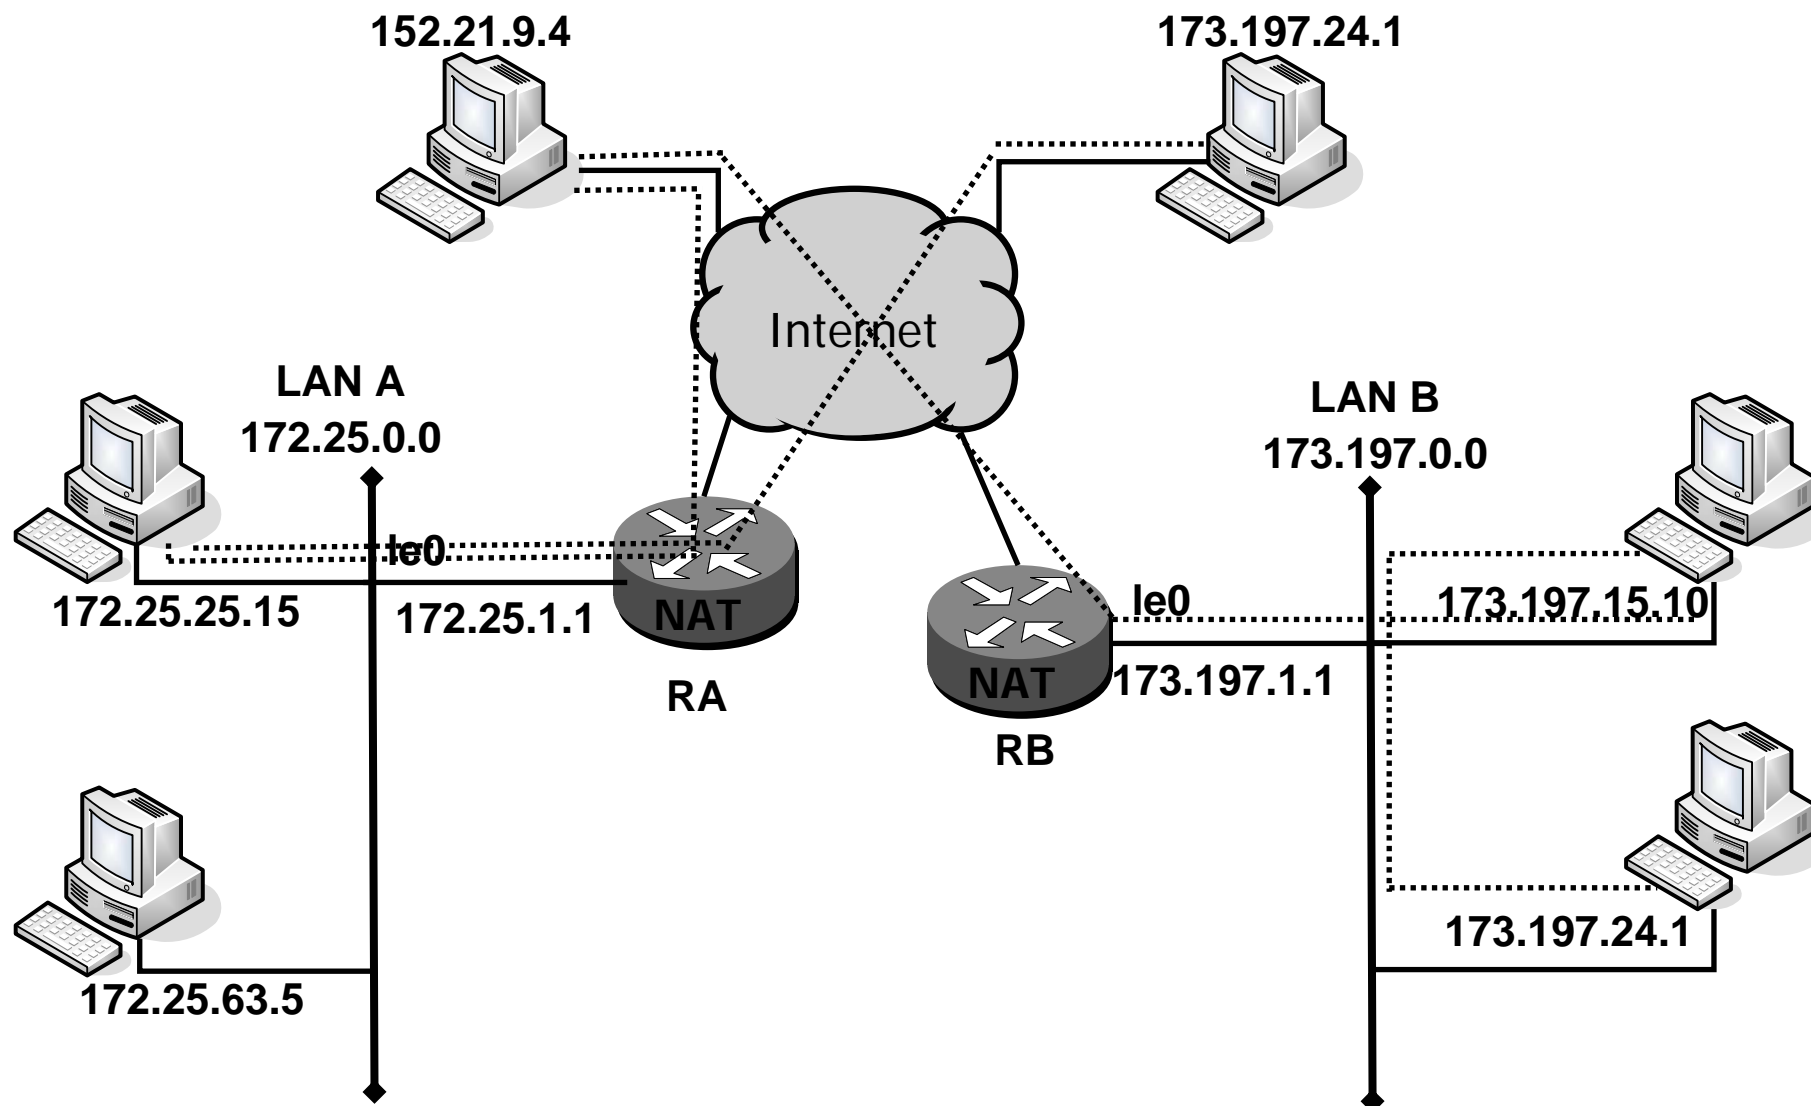 152.21.9.4
173.197.24.1
Internet
LAN A
172.25.0.0
LAN B
173.197.0.0
le0
172.25.25.15
172.25.1.1
NAT
RA
le0
173.197.15.10
NAT
173.197.1.1
RB
173.197.24.1
172.25.63.5